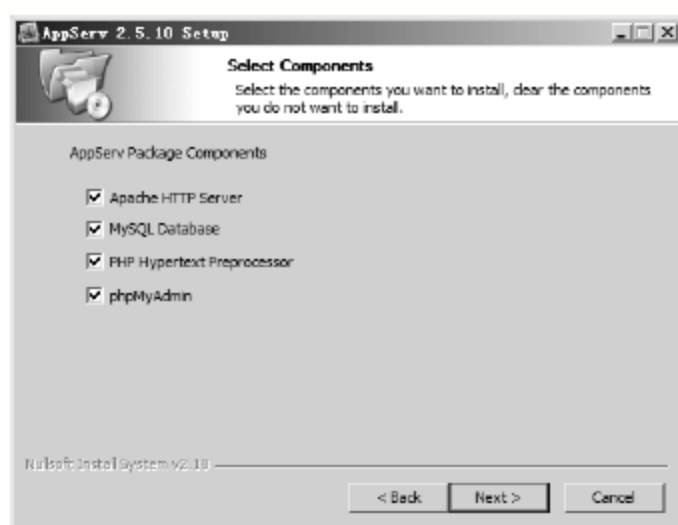 AppServ 2.5.10 Setup
Select Components
Select the components you want to install, clear the components
you do not want to install.
AppServ Package Components
Apache HTTP Server
MySQL Database
PHP Hypertext Preprocessor
phpMyAdmin
Nullsoft Install System v2.18
< Back Next > Cancel